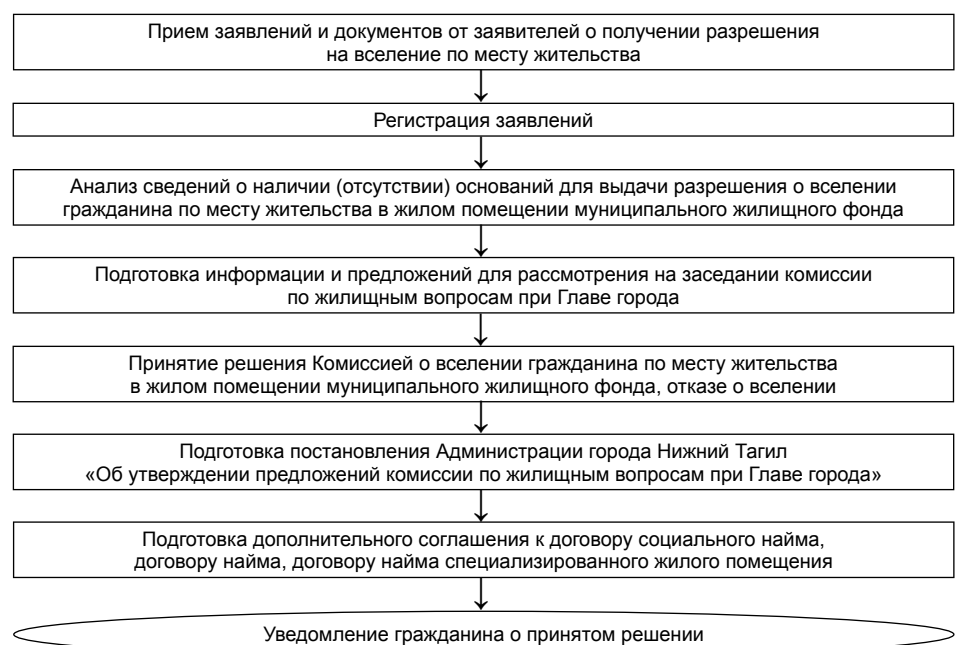 Прием заявлений и документов от заявителей о получении разрешения
на вселение по месту жительства
Регистрация заявлений
Анализ сведений о наличии (отсутствии) оснований для выдачи разрешения о вселении
гражданина по месту жительства в жилом помещении муниципального жилищного фонда
Подготовка информации и предложений для рассмотрения на заседании комиссии
по жилищным вопросам при Главе города
Принятие решения Комиссией о вселении гражданина по месту жительства
в жилом помещении муниципального жилищного фонда, отказе о вселении
Подготовка постановления Администрации города Нижний Тагил
«Об утверждении предложений комиссии по жилищным вопросам при Главе города»
Подготовка дополнительного соглашения к договору социального найма,
договору найма, договору найма специализированного жилого помещения
Уведомление гражданина о принятом решении